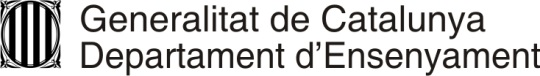 Generalitat de Catalunya
Departament d'Ensenyament